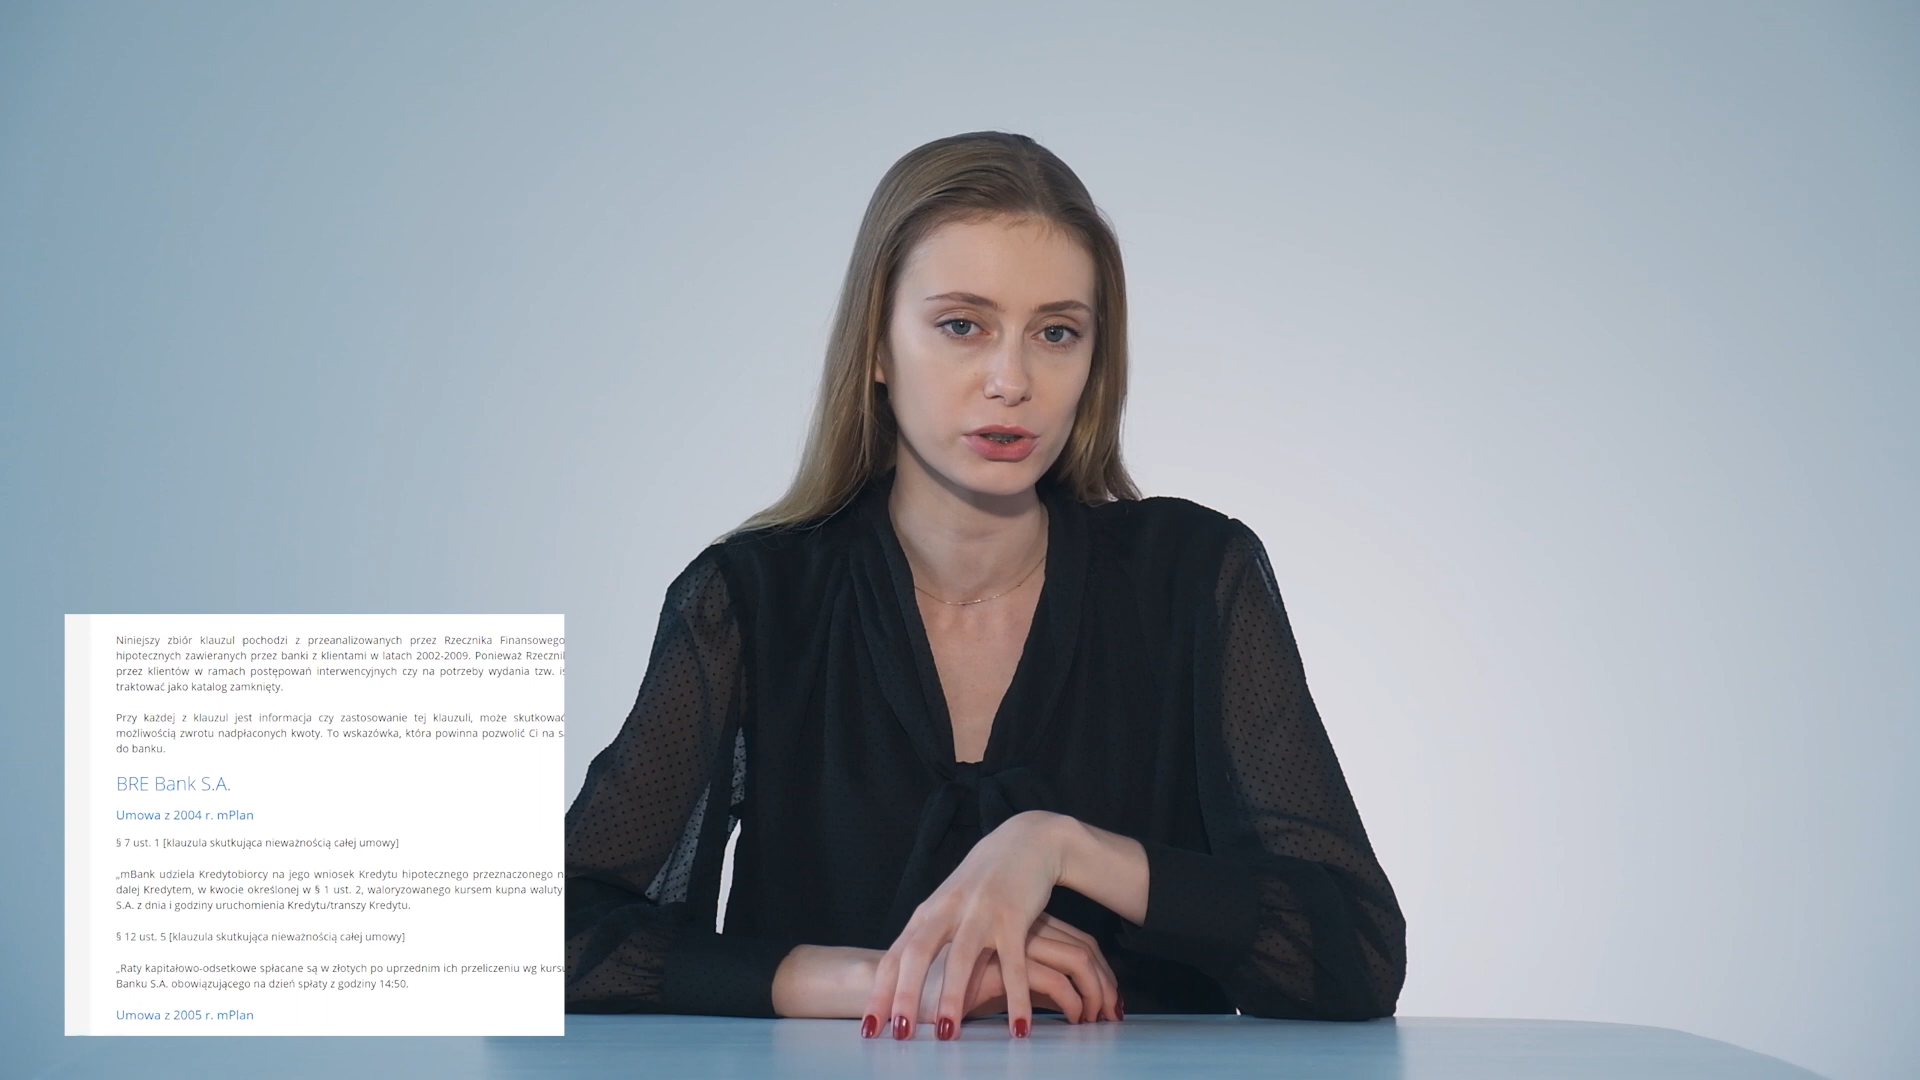 Niniejszy zbiór klauzul pochodzi z przeanalizowanych przez Rzecznika Finansowego
hipotecznych zawieranych przez banki z klientami w latach 2002-2009. Ponieważ
przez klientów w ramach postępowań interwencyjnych czy na potrzeby wydania tzw.
traktować jako katalog zamknięty.
Przy każdej z klauzul jest informacja czy zastosowanie tej klauzuli, może skutkować
możliwością zwrotu nadpłaconych kwoty. To wskazówka, która powinna pozwolić Ci na
do banku.
BRE Bank S.A.
Umowa z 2004 r. mPlan
§ 7 ust. 1 [klauzula skutkująca nieważnością całej umowy]
„mBank udziela Kredytobiorcy na jego wniosek Kredytu hipotecznego przeznaczonego
dalej Kredytem, w kwocie określonej w § 1 ust. 2, waloryzowanego kursem kupna waluty
S.A. z dnia i godziny uruchomienia Kredytu/transzy Kredytu.
§ 12 ust. 5 [klauzula skutkująca nieważnością całej umowy]
„Raty kapitałowo-odsetkowe spłacane są w złotych po uprzednim ich przeliczeniu wg
Banku S.A. obowiązującego na dzień spłaty z godziny 14:50.
Umowa z 2005 r. mPlan